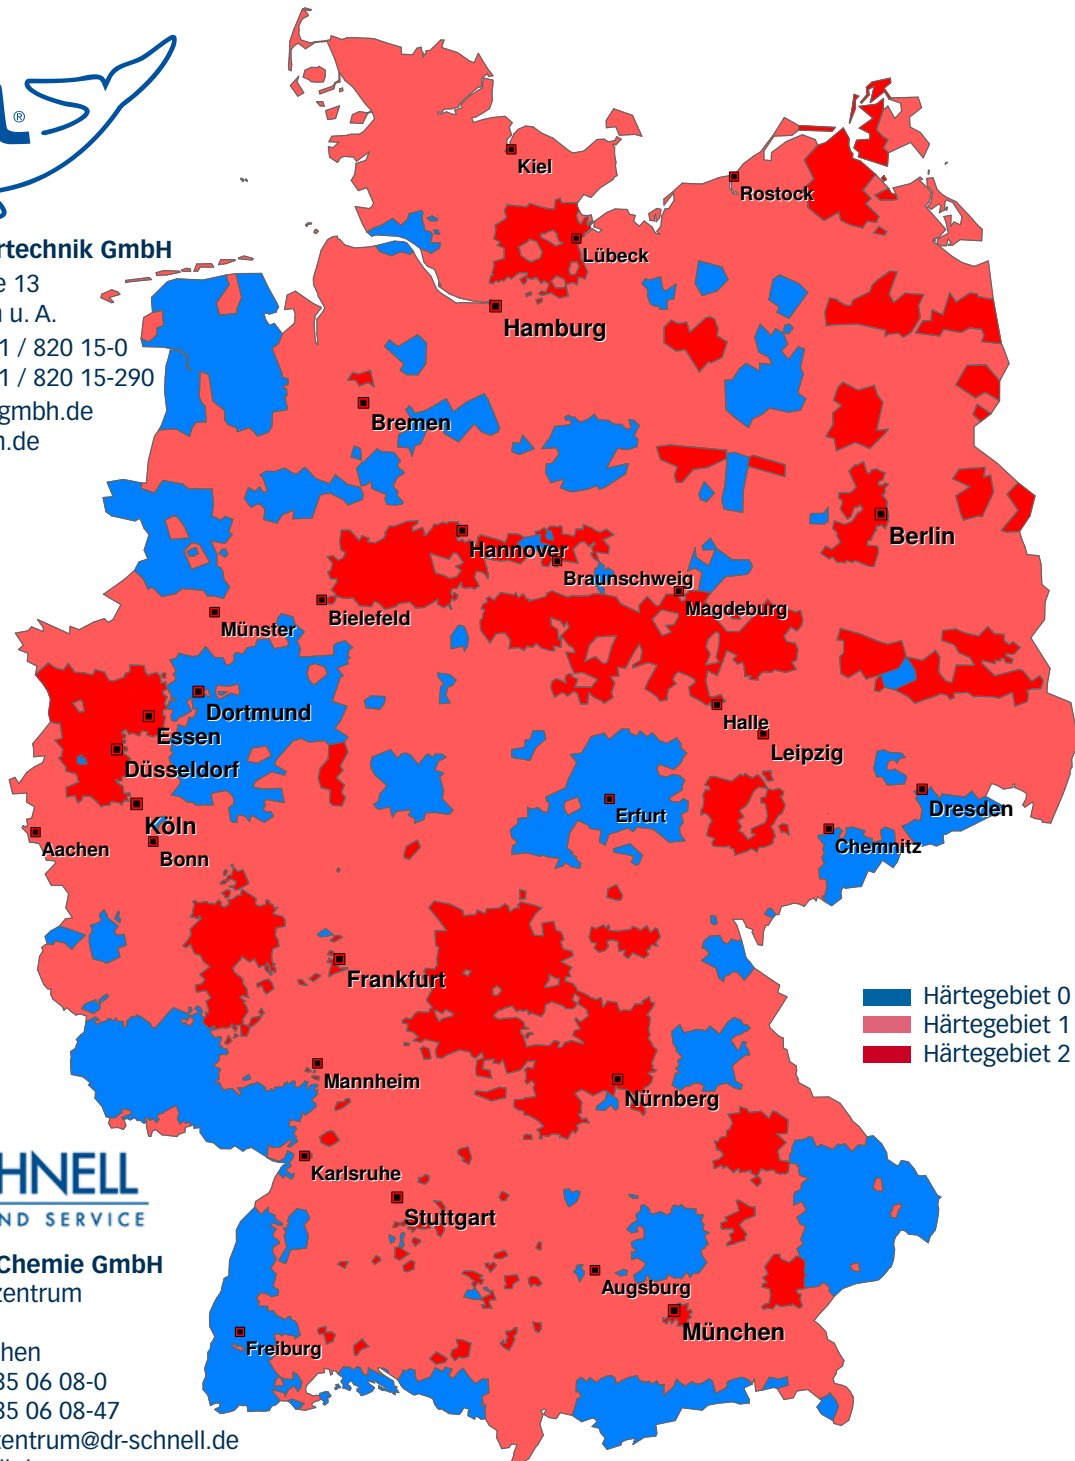 ®
Kiel
Rostock
Lübeck
rtechnik GmbH
e 13
u. A.
1 / 820 15-0
1 / 820 15-290
gmbh.de
n.de
Hamburg
Bremen
Berlin
Hannover
Braunschweig
Magdeburg
Bielefeld
Münster
Dortmund
Essen
Düsseldorf
Halle
Leipzig
Köln
Aachen
Bonn
Erfurt
Dresden
Chemnitz
Frankfurt
Härtegebiet 0
Härtegebiet 1
Härtegebiet 2
Mannheim
Nürnberg
HNELL
ND SERVICE
Karlsruhe
Stuttgart
Chemie GmbH
zentrum
Augsburg
München
Freiburg
hen
35 06 08-0
35 06 08-47
zentrum@dr-schnell.de